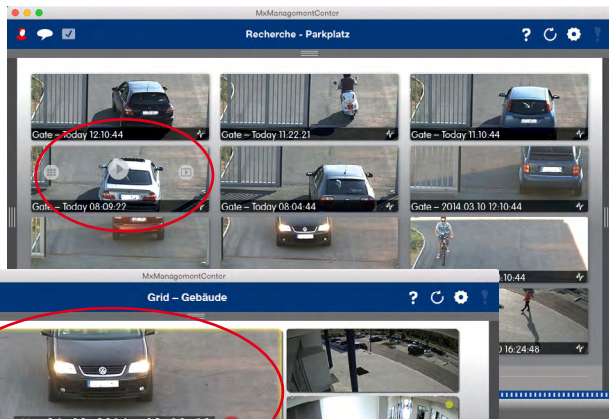 MxManagementCenter
Recherche - Parkplatz
Gate – Today 12:10:44
Gate – Today 11:22:21
Gate – Today 11:10:44
Gate – Today 08:09:22
Gate – Today 08:04:44
Gate – 2014.03.10 12:10:44
10:44
MxManagementCenter
Grid – Gebäude
16:24:48